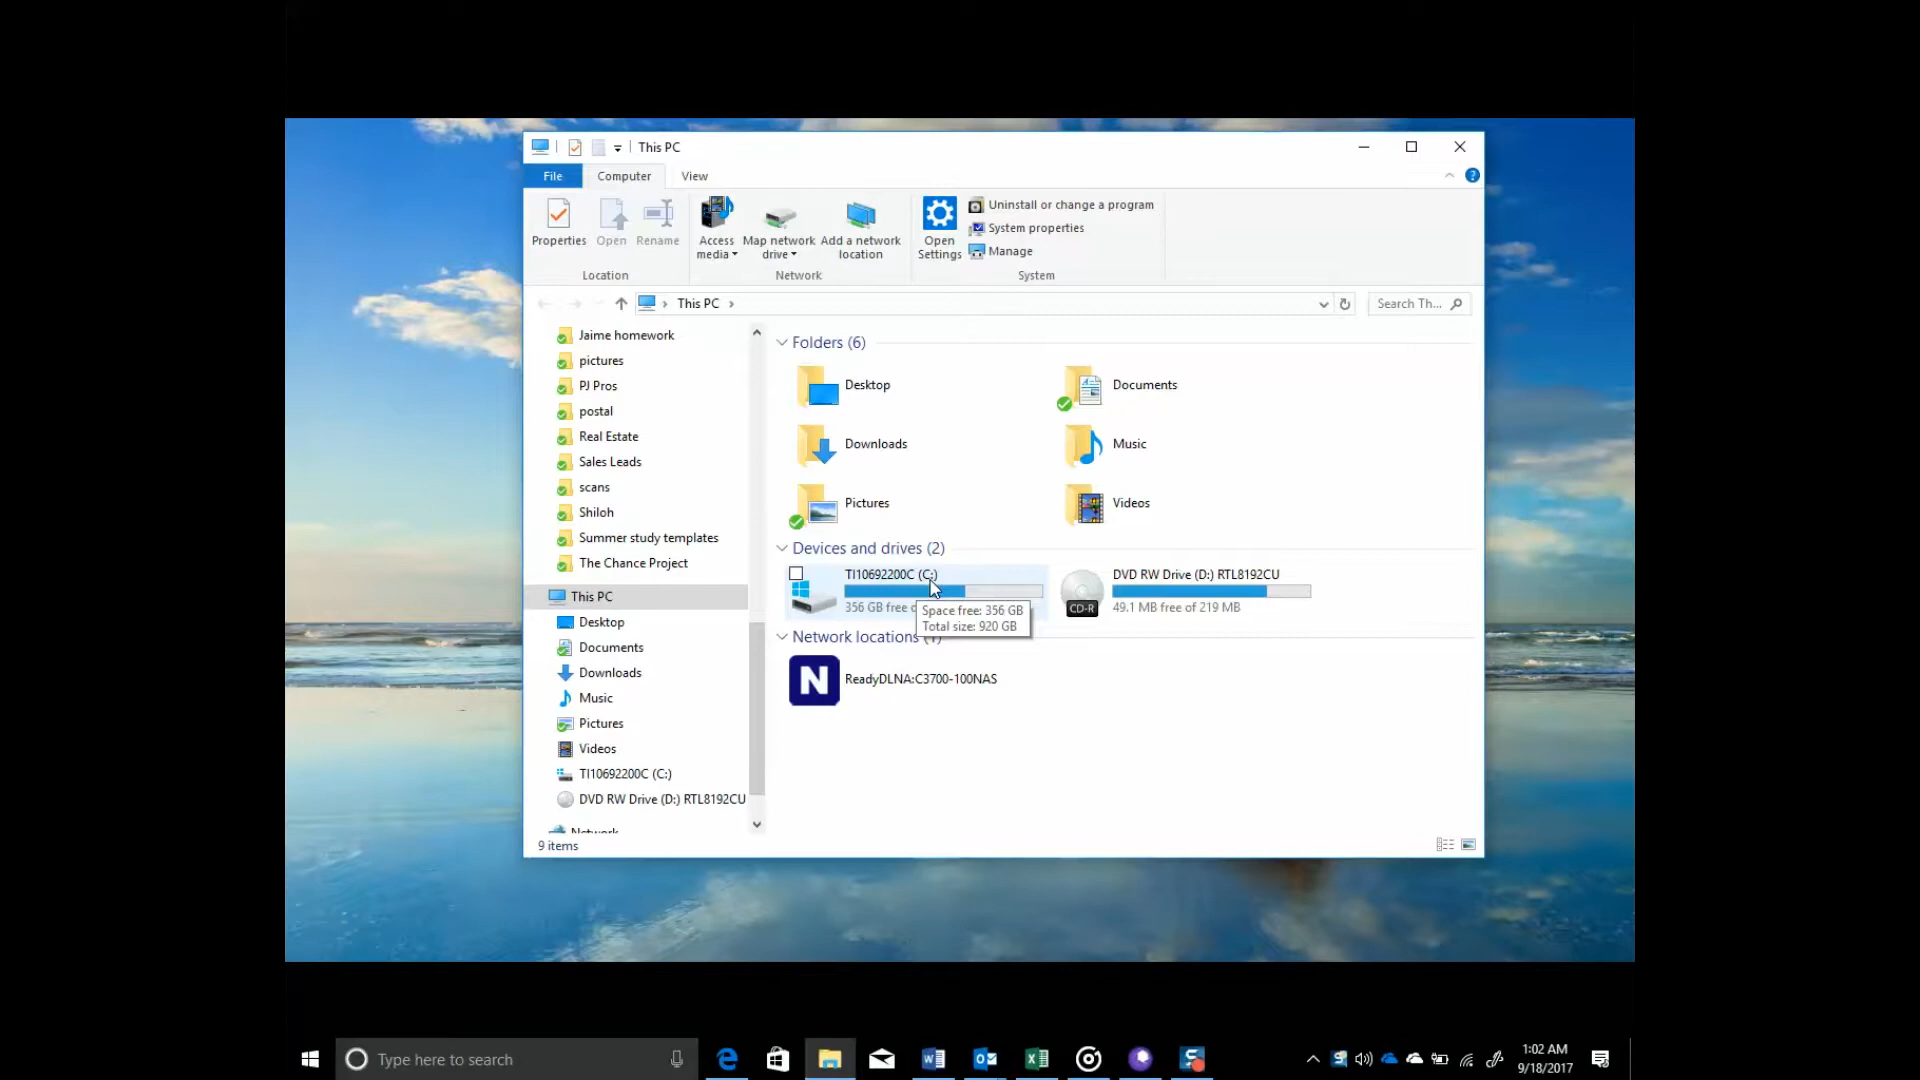 This PC
File
Computer
View
Properties
Open
Rename
Access media
Map network drive
Add a network location
Open Settings
Uninstall or change a program
System properties
Manage
Location
Network
System
This PC
Search Th...
Jaime homework
pictures
PJ Pros
postal
Real Estate
Sales Leads
scans
Shiloh
Summer study templates
The Chance Project
This PC
Desktop
Documents
Downloads
Music
Pictures
Videos
TI10692200C (C:)
DVD RW Drive (D:) RTL8192CU
Network
9 items
Folders (6)
Desktop
Documents
Downloads
Music
Pictures
Videos
Devices and drives (2)
TI10692200C (C:)
356 GB free
Space free: 356 GB
Total size: 920 GB
DVD RW Drive (D:) RTL8192CU
49.1 MB free of 219 MB
CD-R
Network locations (1)
N
ReadyDLNA:C3700-100NAS
Type here to search
1:02 AM
9/18/2017